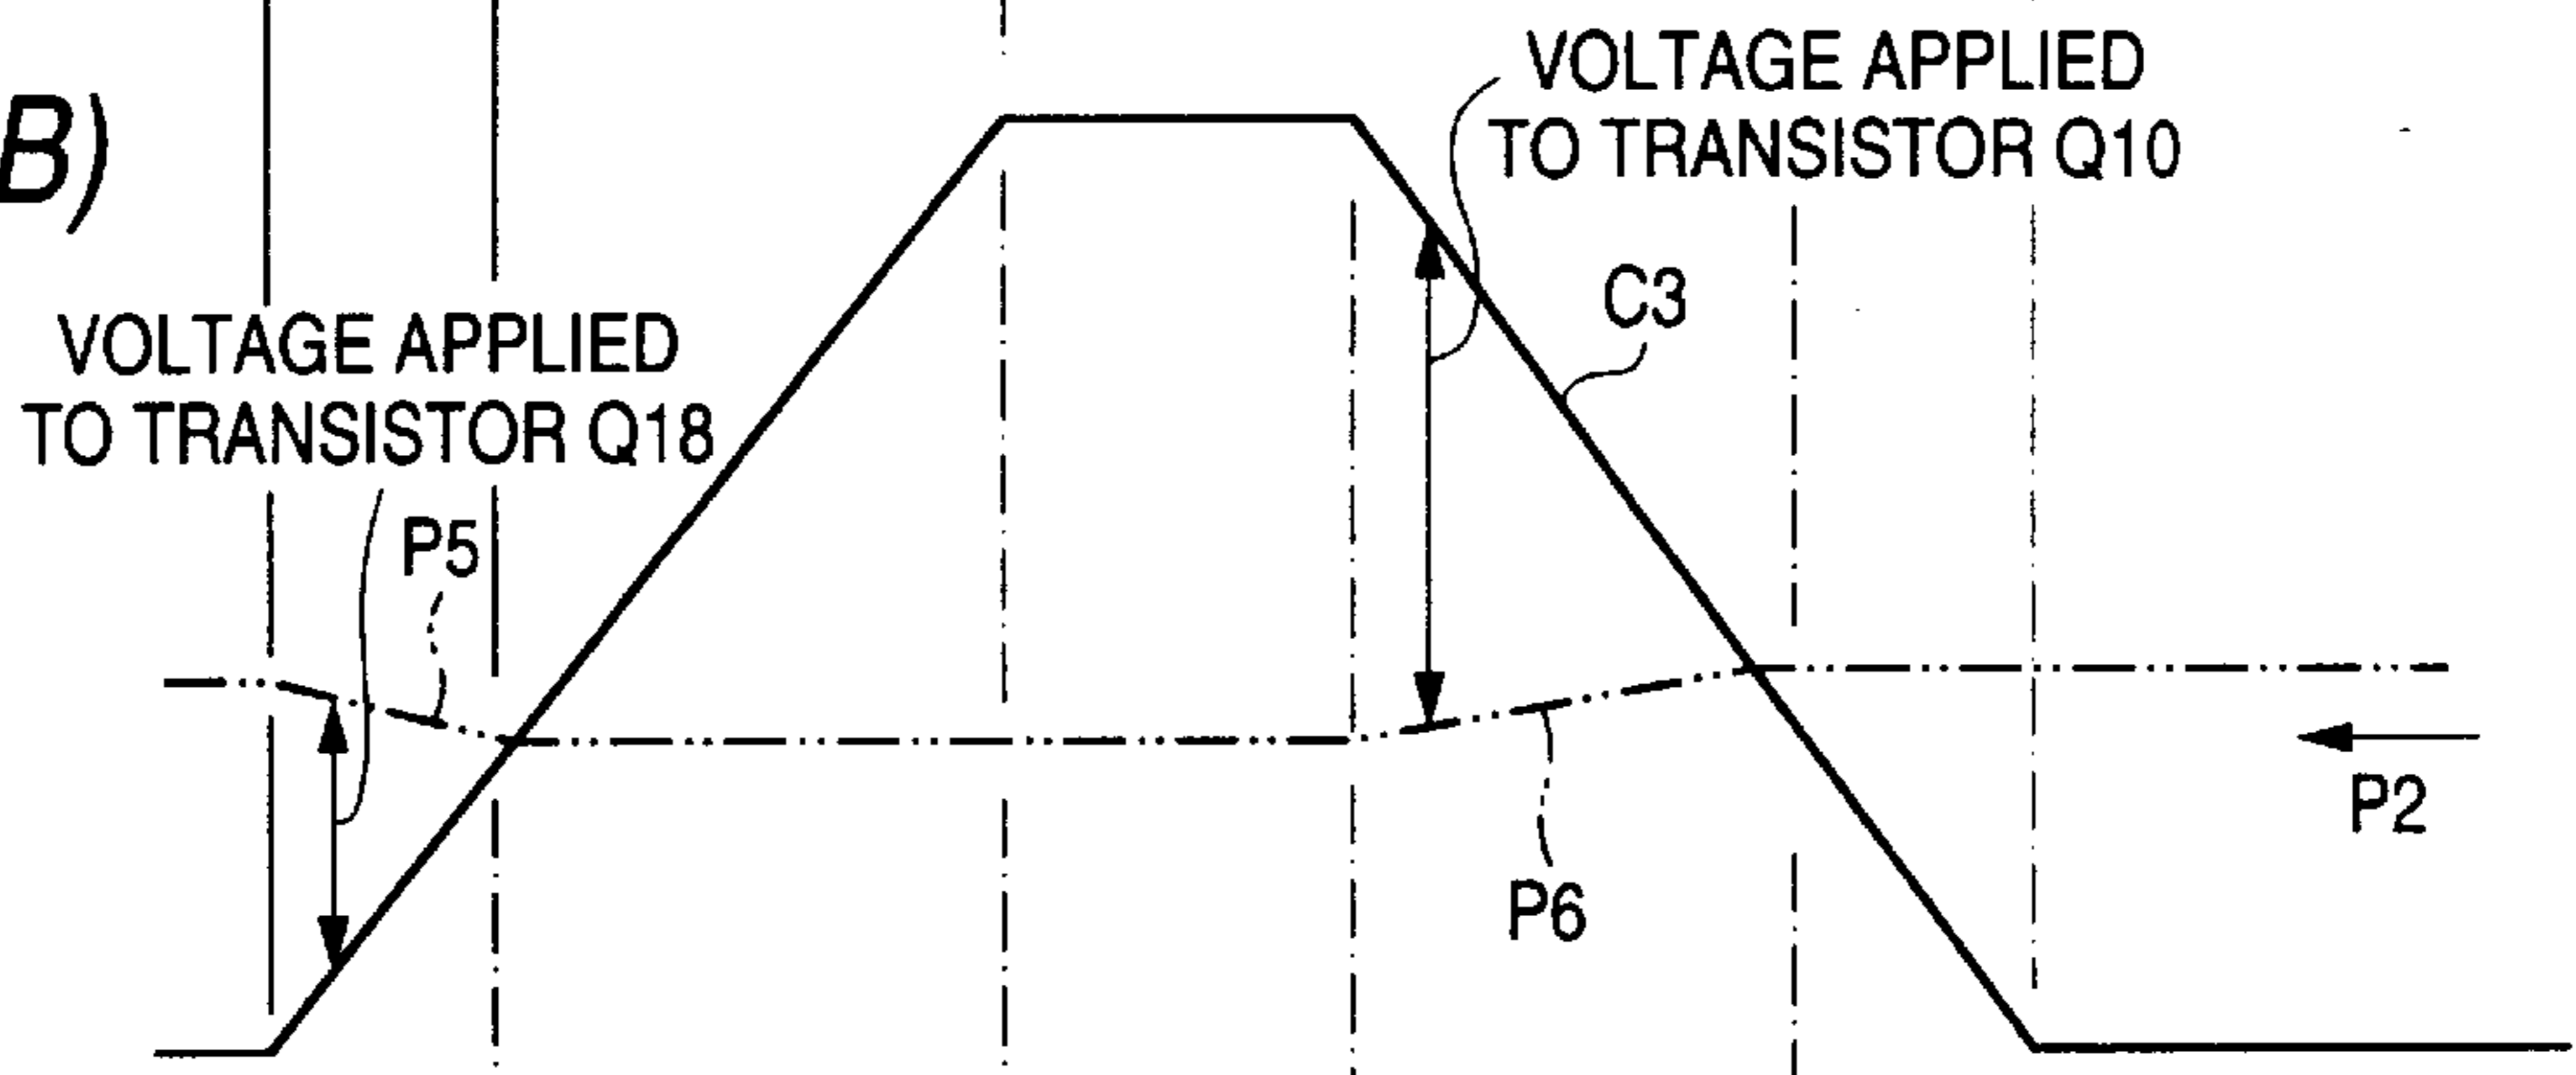 B)
VOLTAGE APPLIED
TO TRANSISTOR Q10
C3
VOLTAGE APPLIED
TO TRANSISTOR Q18
P5
P2
P6